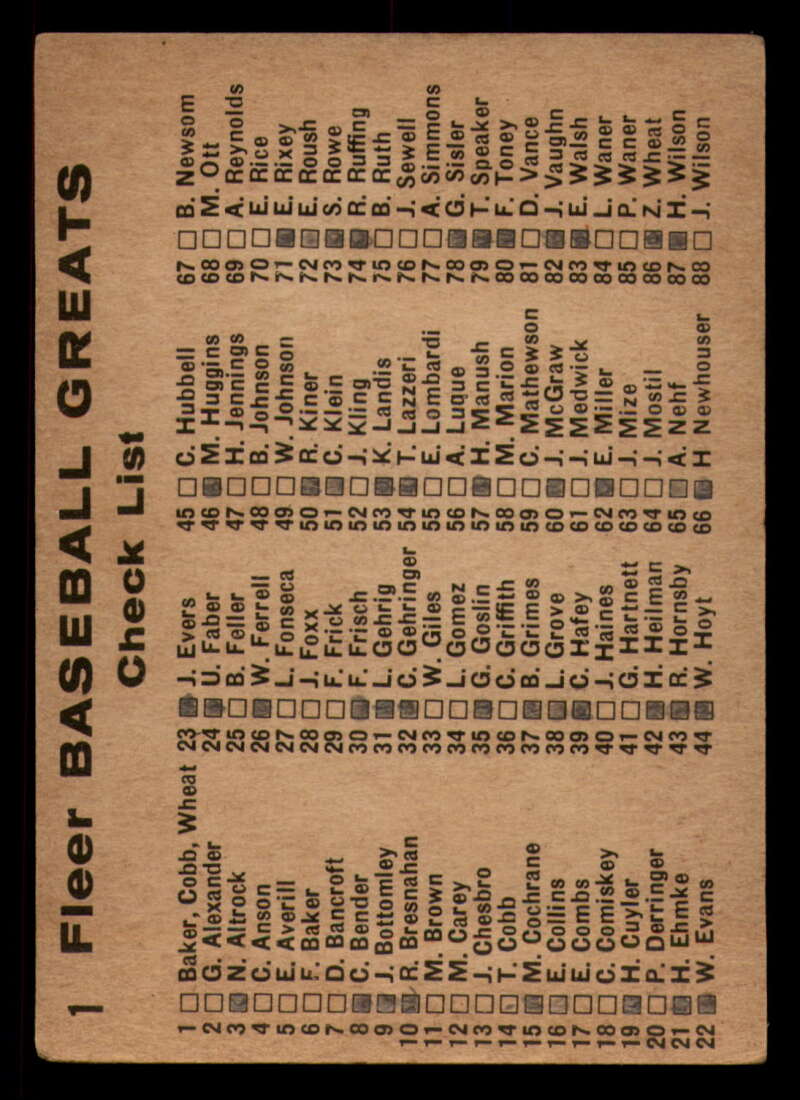 1 Fleer BASEBALL GREATS
Check List
1 □ Baker, Cobb, Wheat
2 □ G. Alexander
3 ■ N. Altrock
4 □ C. Anson
5 □ E. Averill
6 □ F. Baker
7 □ D. Bancroft
8 ■ C. Bender
9 ■ J. Bottomley
10 ■ R. Bresnahan
11 □ M. Brown
12 □ M. Carey
13 □ J. Chesbro
14 □ T. Cobb
15 ■ M. Cochrane
16 ■ E. Collins
17 □ E. Combs
18 □ C. Comiskey
19 ■ H. Cuyler
20 □ P. Derringer
21 ■ H. Ehmke
22 ■ W. Evans
23 ■ J. Evers
24 ■ U. Faber
25 □ B. Feller
26 ■ W. Ferrell
27 □ L. Fonseca
28 □ J. Foxx
29 □ F. Frick
30 ■ F. Frisch
31 ■ L. Gehrig
32 ■ C. Gehringer
33 □ W. Giles
34 □ L. Gomez
35 ■ G. Goslin
36 □ C. Griffith
37 ■ B. Grimes
38 ■ L. Grove
39 ■ C. Hafey
40 □ J. Haines
41 □ G. Hartnett
42 ■ H. Heilman
43 ■ R. Hornsby
44 ■ W. Hoyt
45 □ C. Hubbell
46 ■ M. Huggins
47 □ H. Jennings
48 □ B. Johnson
49 □ W. Johnson
50 ■ R. Kiner
51 ■ C. Klein
52 □ J. Kling
53 ■ K. Landis
54 ■ T. Lazzeri
55 □ E. Lombardi
56 □ A. Luque
57 ■ H. Manush
58 □ M. Marion
59 □ C. Mathewson
60 ■ J. McGraw
61 □ J. Medwick
62 ■ E. Miller
63 □ J. Mize
64 □ J. Mostil
65 ■ A. Nehf
66 ■ H Newhouser
67 □ B. Newsom
68 □ M. Ott
69 □ A. Reynolds
70 □ E. Rice
71 ■ E. Rixey
72 ■ E. Roush
73 ■ S. Rowe
74 ■ R. Ruffing
75 □ B. Ruth
76 □ J. Sewell
77 □ A. Simmons
78 ■ G. Sisler
79 ■ T. Speaker
80 ■ F. Toney
81 □ D. Vance
82 ■ J. Vaughn
83 ■ E. Walsh
84 □ L. Waner
85 □ P. Waner
86 ■ Z. Wheat
87 ■ H. Wilson
88 □ J. Wilson